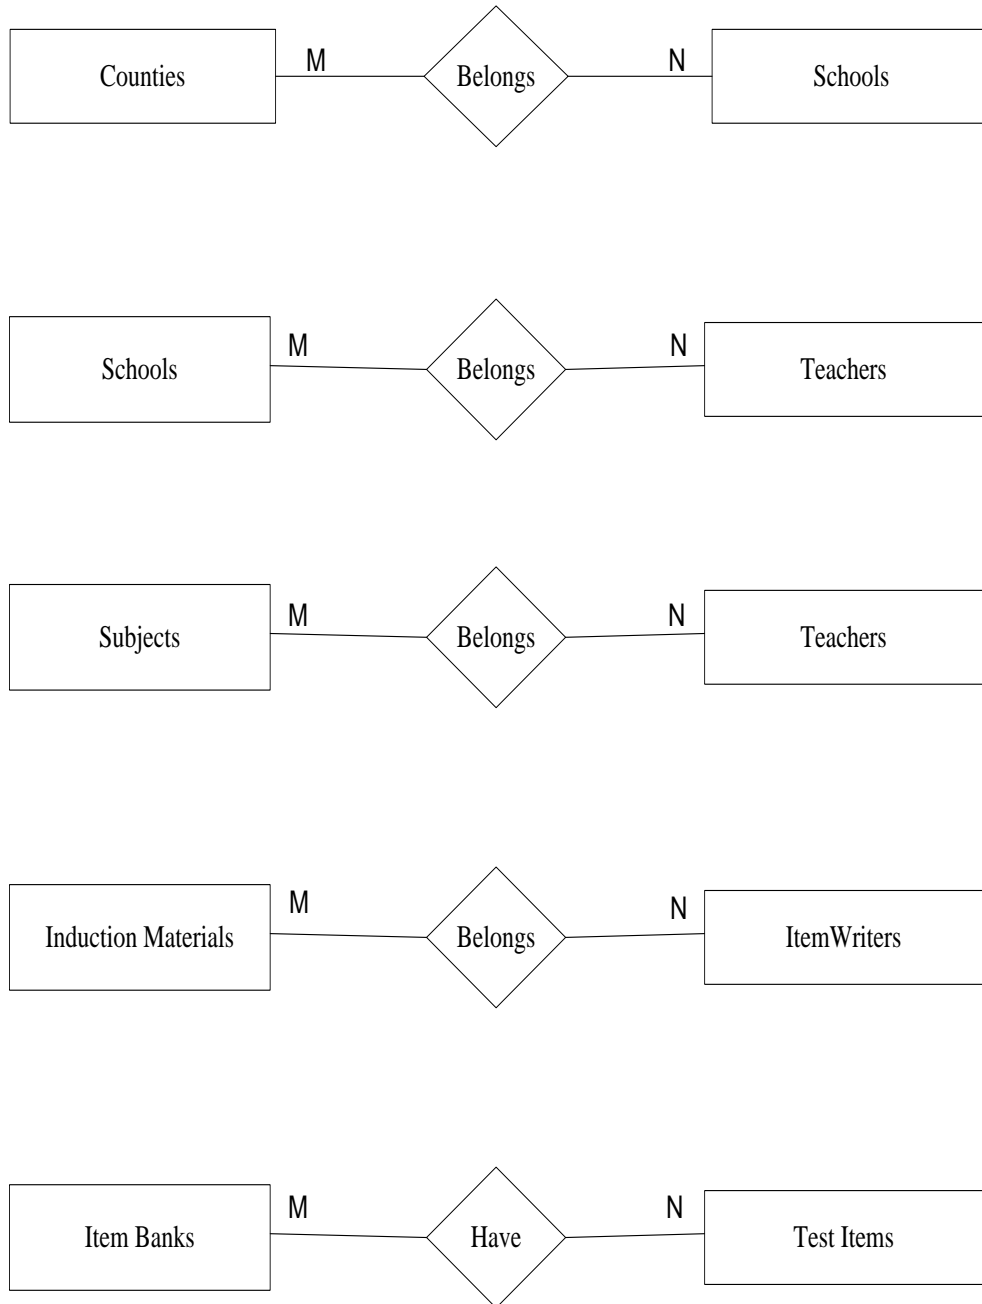 M
N
Counties
Belongs
Schools
M
N
Schools
Belongs
Teachers
M
N
Subjects
Belongs
Teachers
M
N
Induction Materials
Belongs
ItemWriters
M
N
Item Banks
Have
Test Items